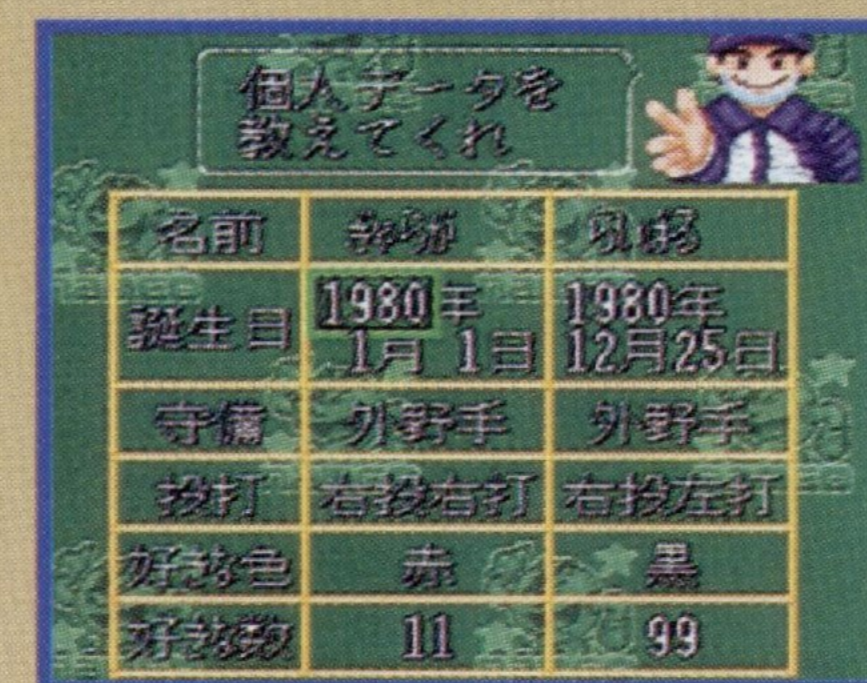 個人データを
教えてくれ
名前
誕生日 1980年 1980年
1月 1日 12月25日
守備 外野手 外野手
投打 右投右打 右投左打
好きな色 赤 黒
好きな数 11 99